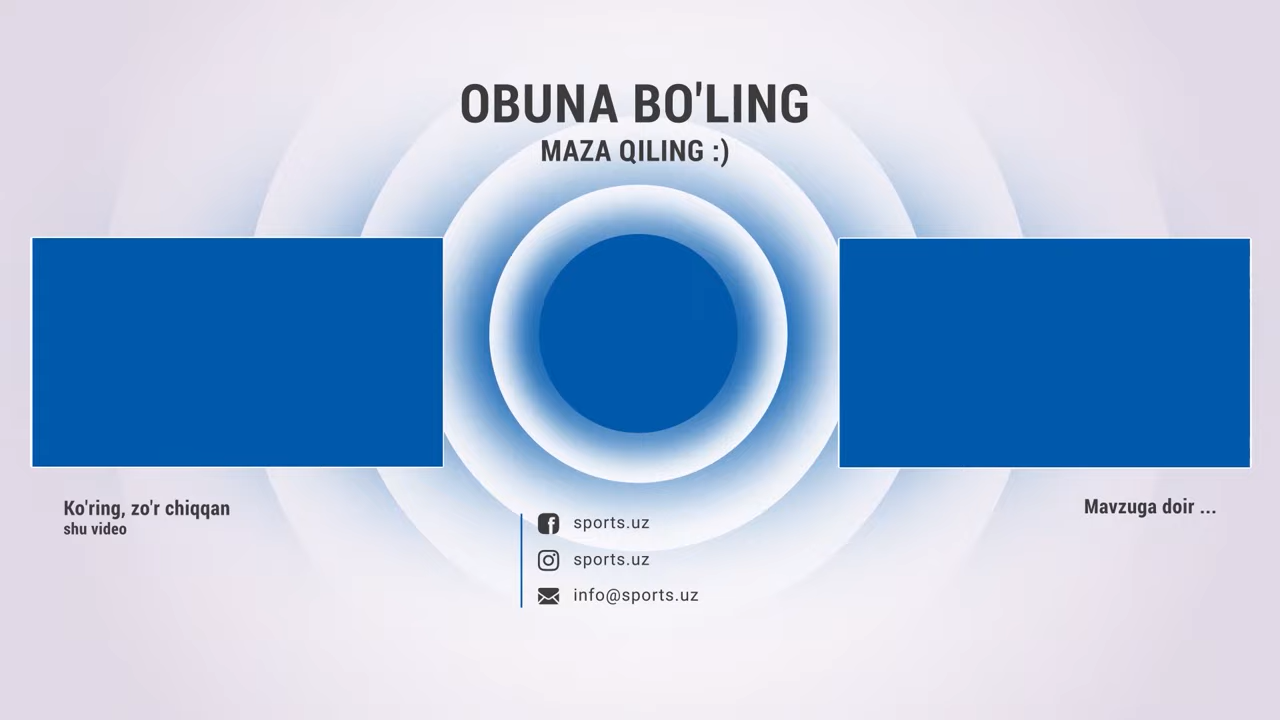 OBUNA BO'LING
MAZA QILING :)
Ko'ring, zo'r chiqqan
shu video
Mavzuga doir ...
sports.uz
sports.uz
info@sports.uz